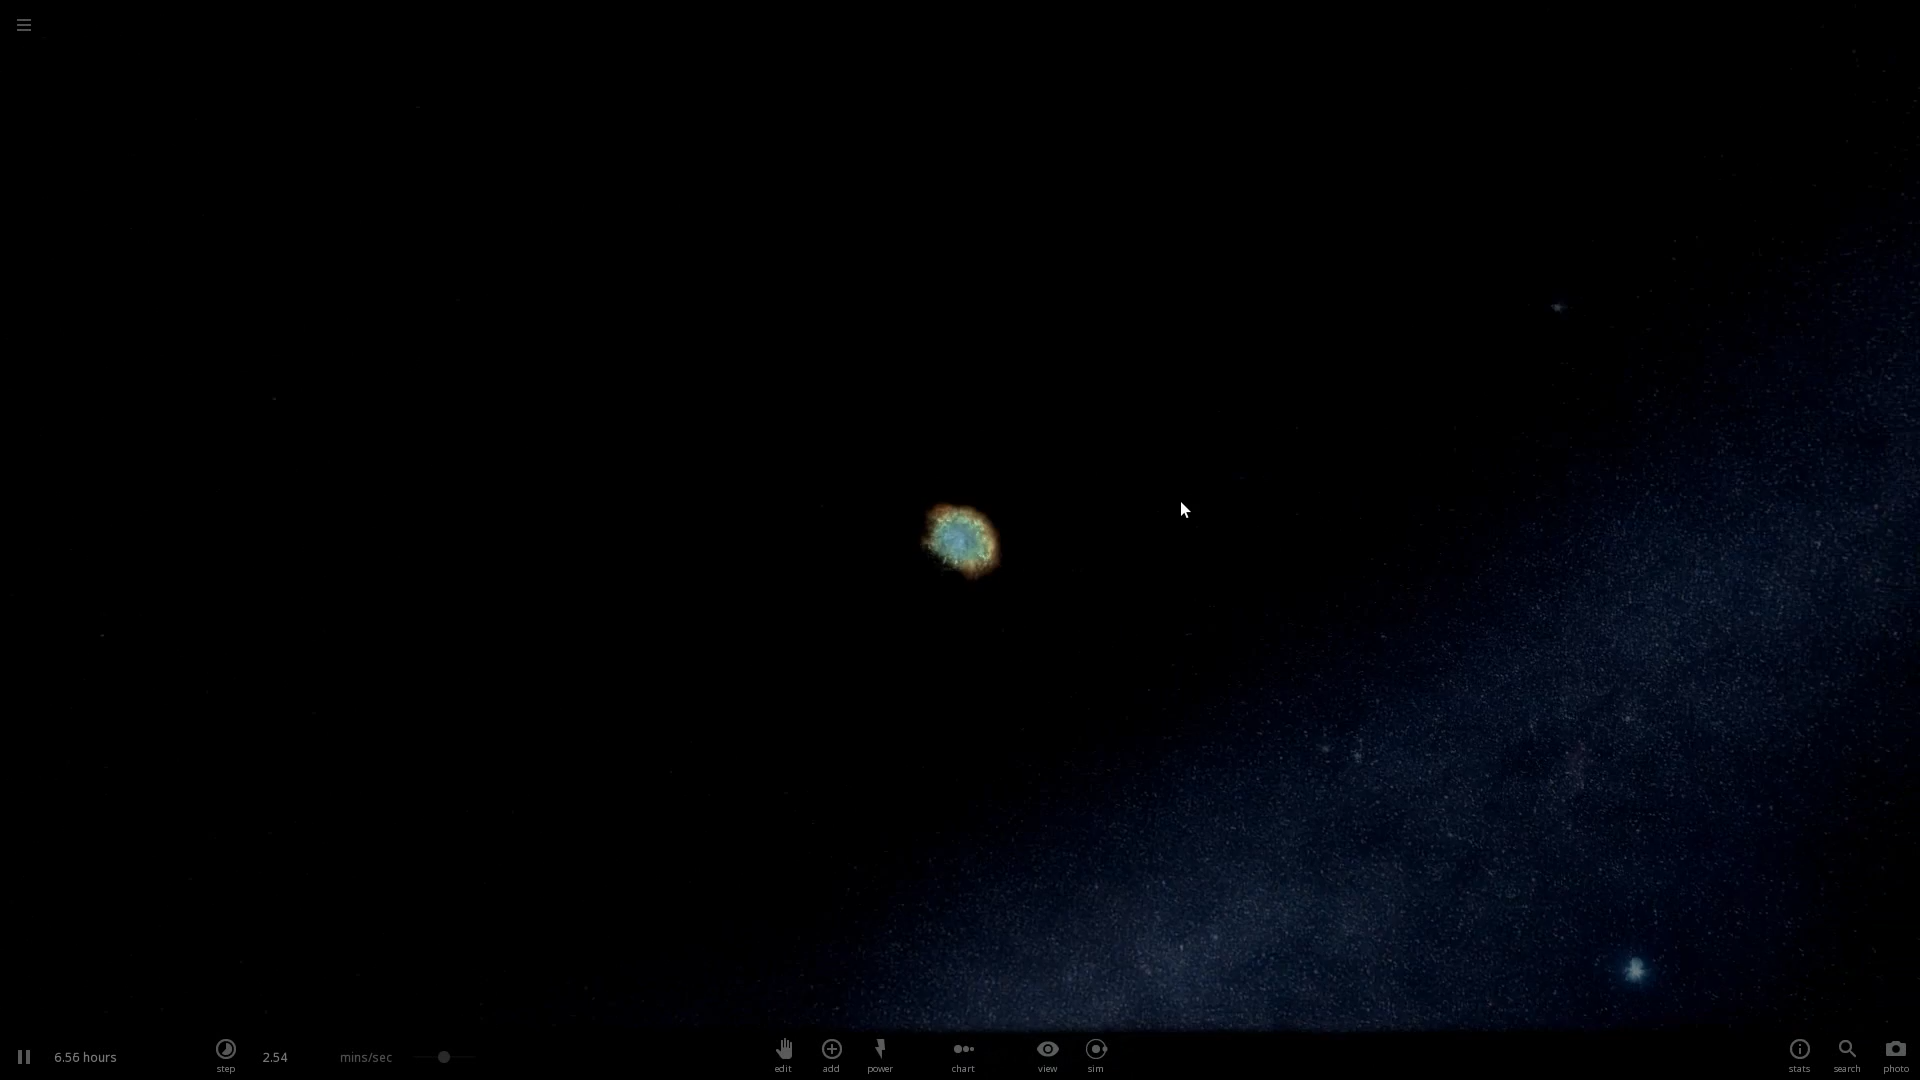 6.56 hours
step
2.54
mins/sec
edit
add
power
chart
view
sim
stats
search
photo